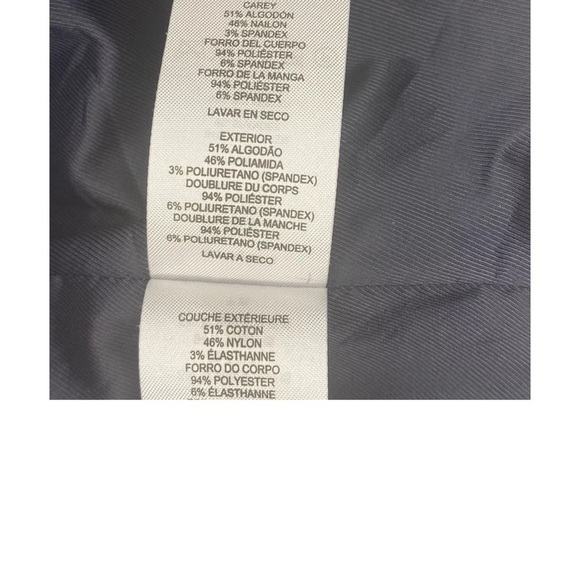 CAREY
51% ALGODÓN
46% NAILON
3% SPANDEX
FORRO DEL CUERPO
94% POLIÉSTER
6% SPANDEX
FORRO DE LA MANGA
94% POLIÉSTER
6% SPANDEX
LAVAR EN SECO
EXTERIOR
51% ALGODÃO
46% POLIAMIDA
3% POLIURETANO (SPANDEX)
DOUBLURE DU CORPS
94% POLIÉSTER
6% POLIURETANO (SPANDEX)
DOUBLURE DE LA MANCHE
94% POLIÉSTER
6% POLIURETANO (SPANDEX)
LAVAR A SECO
COUCHE EXTÉRIEURE
51% COTON
46% NYLON
3% ÉLASTHANNE
FORRO DO CORPO
94% POLYESTER
6% ÉLASTHANNE